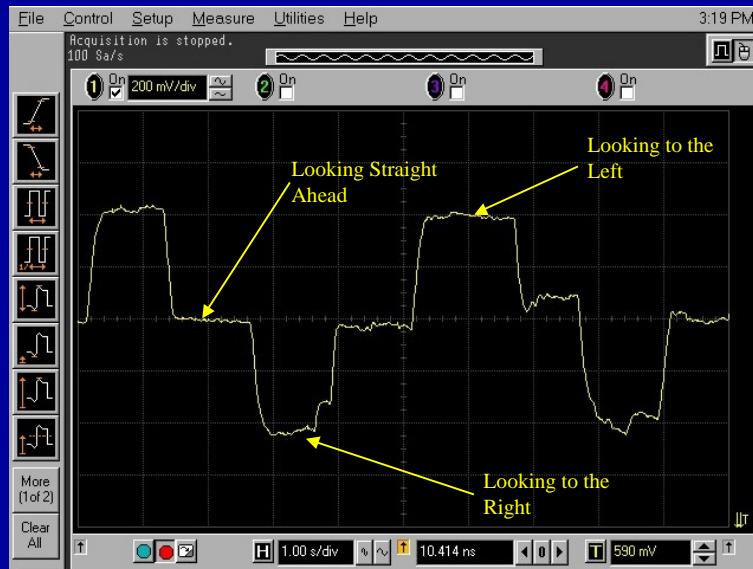 File Control Setup Measure Utilities Help 3:19 PM
Acquisition is stopped.
100 Sa/s
1 On 200 mV/div 2 On 3 On 4 On
Looking Straight
Ahead
Looking to the
Left
Looking to the
Right
More
(1of 2)
Clear
All
H 1.00 s/div 10.414 ns 0 T 590 mV